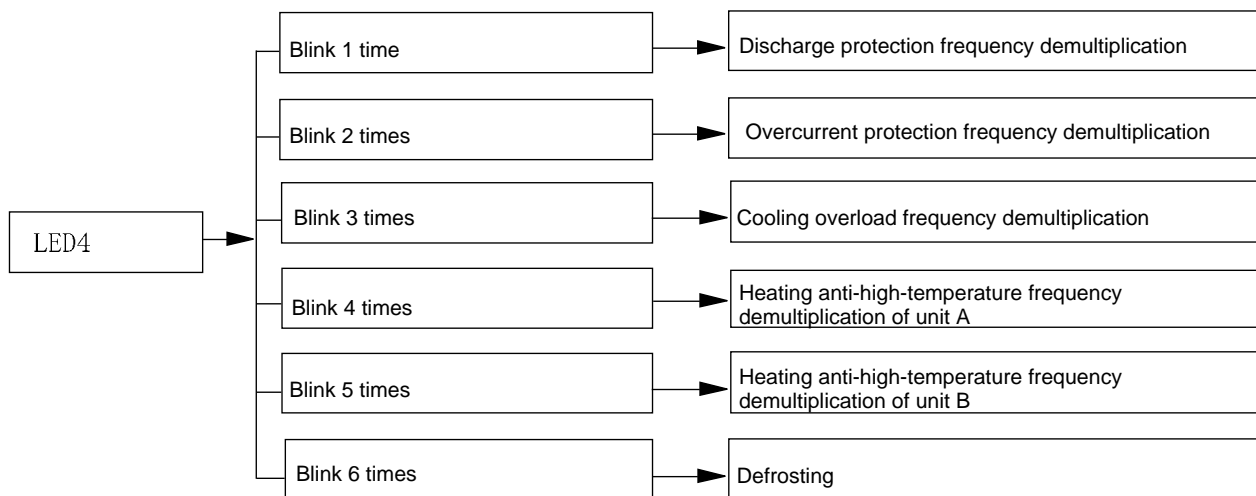 Blink 1 time
Discharge protection frequency demultiplication
Blink 2 times
Overcurrent protection frequency demultiplication
Blink 3 times
Cooling overload frequency demultiplication
LED4
Blink 4 times
Heating anti-high-temperature frequency
demultiplication of unit A
Blink 5 times
Heating anti-high-temperature frequency
demultiplication of unit B
Blink 6 times
Defrosting